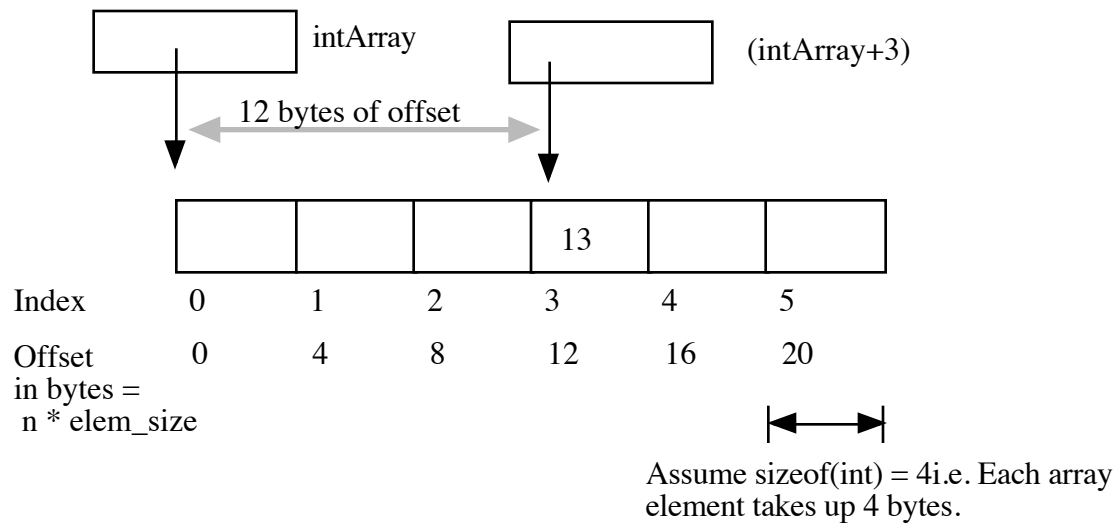 intArray
(intArray+3)
12 bytes of offset
13
Index 0 1 2 3 4 5
Offset 0 4 8 12 16 20
in bytes =
n * elem_size
Assume sizeof(int) = 4i.e. Each array
element takes up 4 bytes.